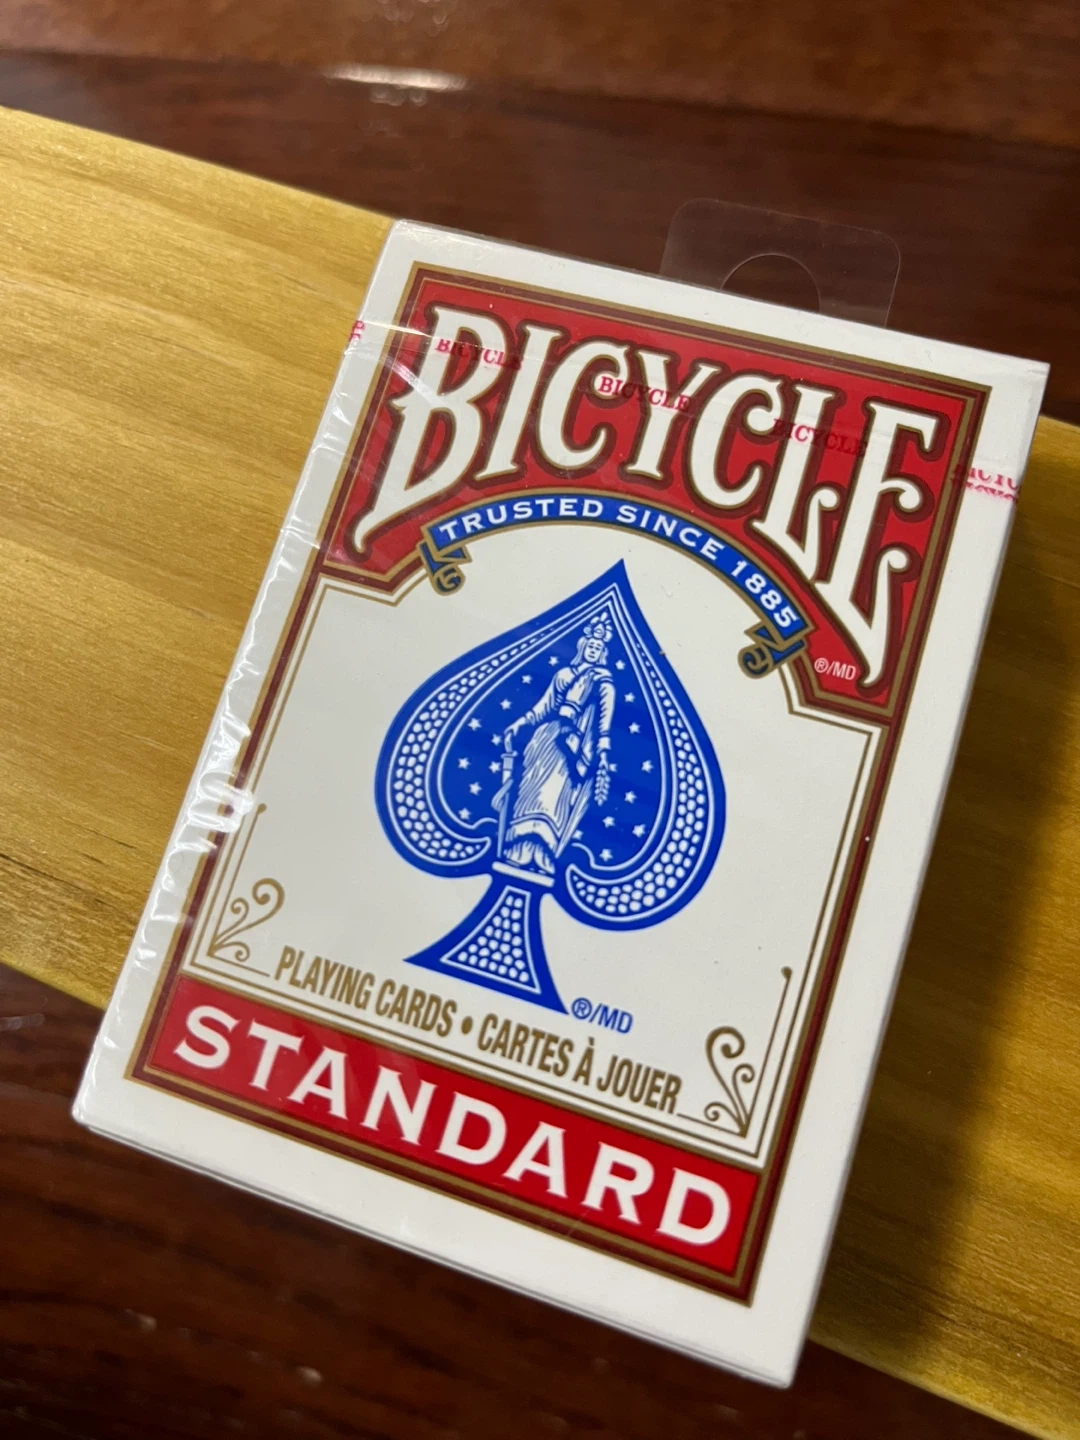 BICYCLE
BICYCLE
BICYCLE
BICYCLE
TRUSTED SINCE 1885
®/MD
®/MD
PLAYING CARDS • CARTES À JOUER
STANDARD